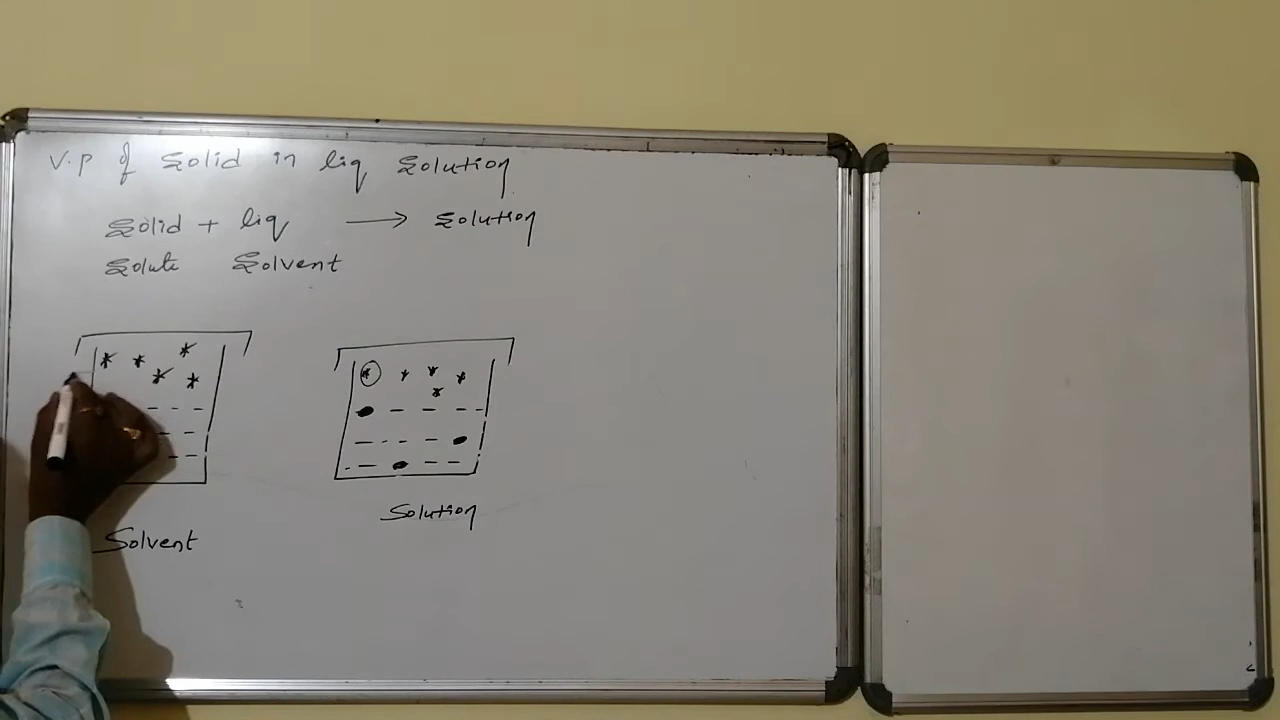 V.P of Solid in liq Solution
Solid + liq ⟶ Solution
Solute Solvent
Solvent
Solution